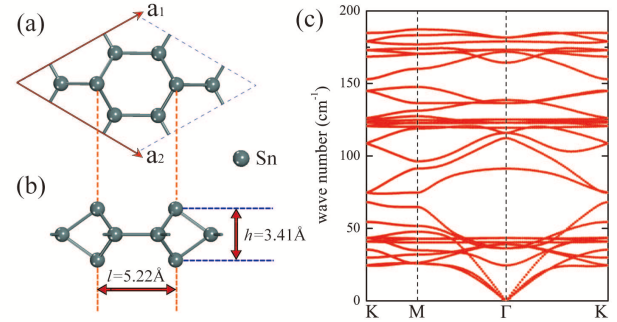 (a)
a1
a2
Sn
(b)
h=3.41Å
l=5.22Å
(c)
wave number (cm-1)
200
150
100
50
0
K
M
Γ
K